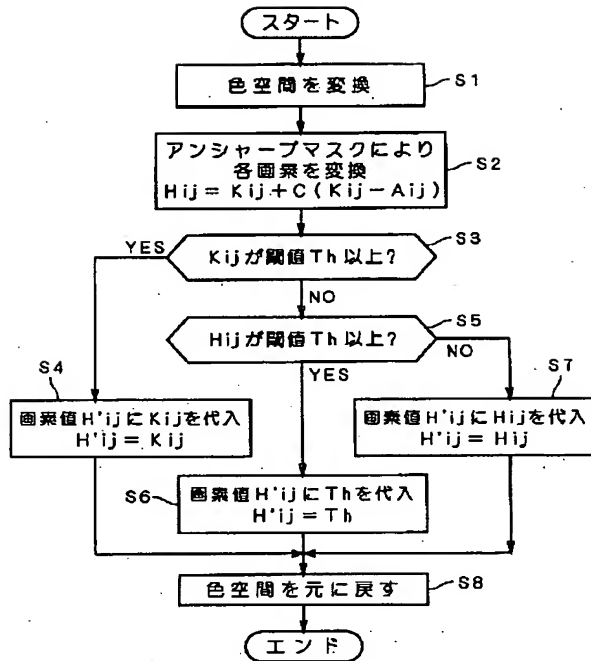 スタート
色空間を変換
S1
アンシャープマスクにより
各画素を変換
Hij=Kij+C(Kij-Aij)
S2
Kijが閾値Th以上?
S3
YES
NO
Hijが閾値Th以上?
S5
YES
NO
S4
画素値H'ijにKijを代入
H'ij=Kij
S7
画素値H'ijにHijを代入
H'ij=Hij
S6
画素値H'ijにThを代入
H'ij=Th
色空間を元に戻す
S8
エンド